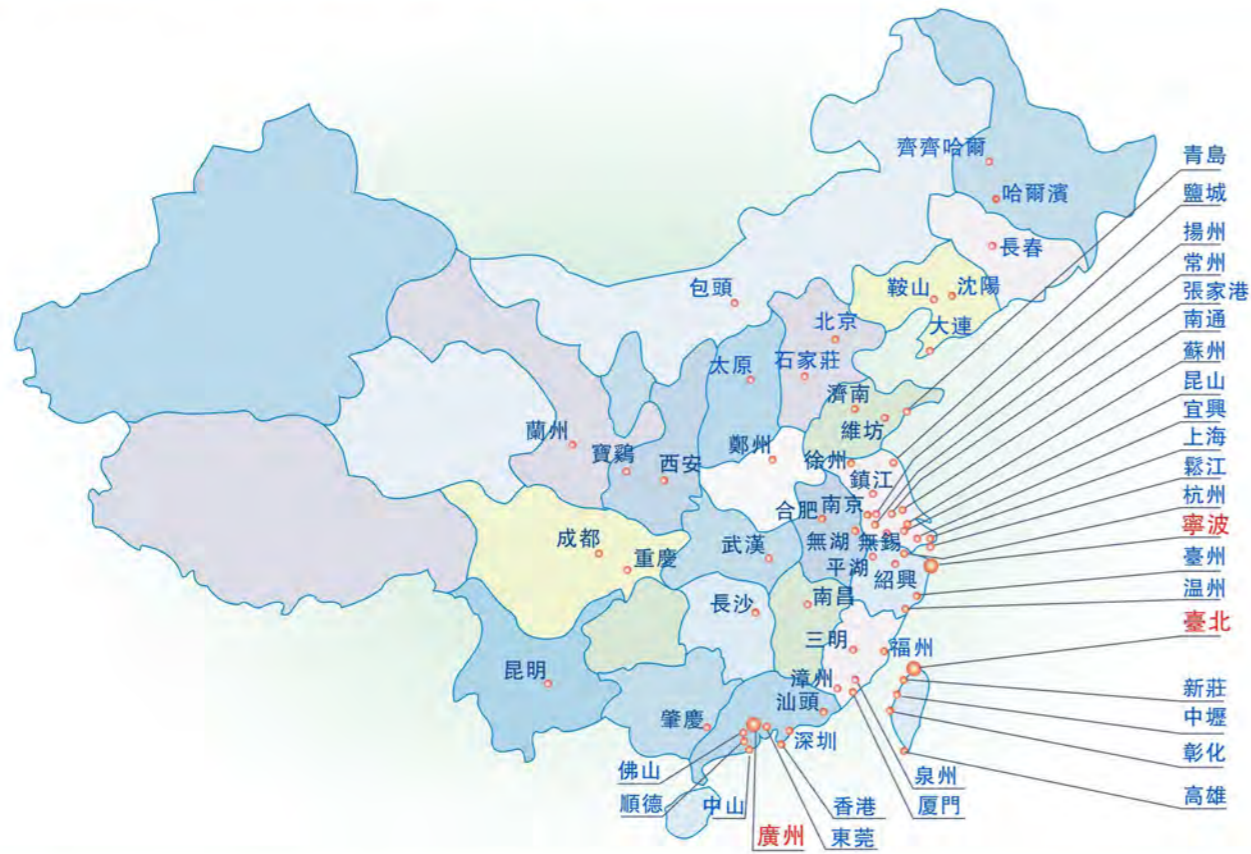 齊齊哈爾
哈爾濱
長春
鞍山
沈陽
大連
包頭
北京
太原
石家莊
濟南
維坊
蘭州
寶鷄
西安
鄭州
徐州
鎮江
合肥
南京
成都
重慶
武漢
無湖
無錫
平湖
紹興
長沙
南昌
三明
福州
昆明
漳州
汕頭
肇慶
深圳
佛山
順德
中山
廣州
香港
東莞
泉州
厦門
青島
鹽城
揚州
常州
張家港
南通
蘇州
昆山
宜興
上海
鬆江
杭州
寧波
臺州
温州
臺北
新莊
中壢
彰化
高雄